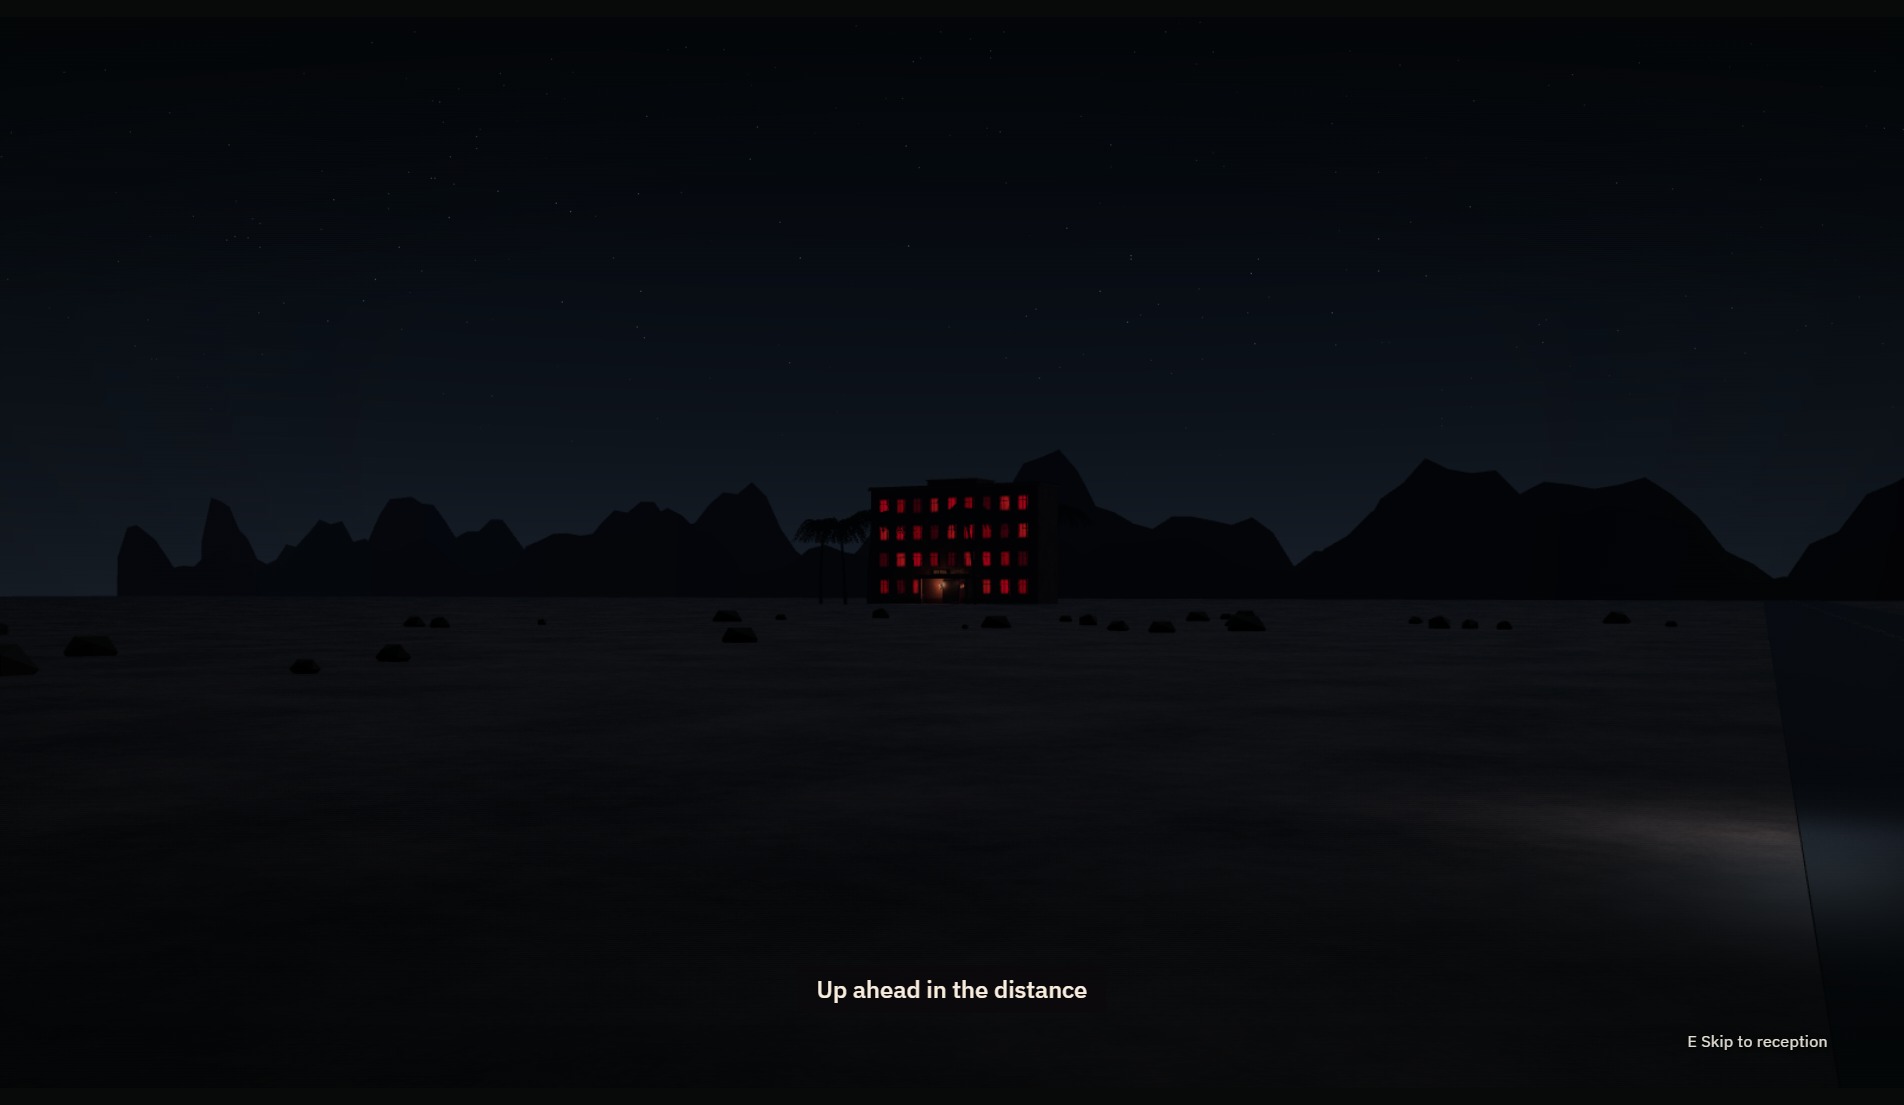 Up ahead in the distance
E Skip to reception